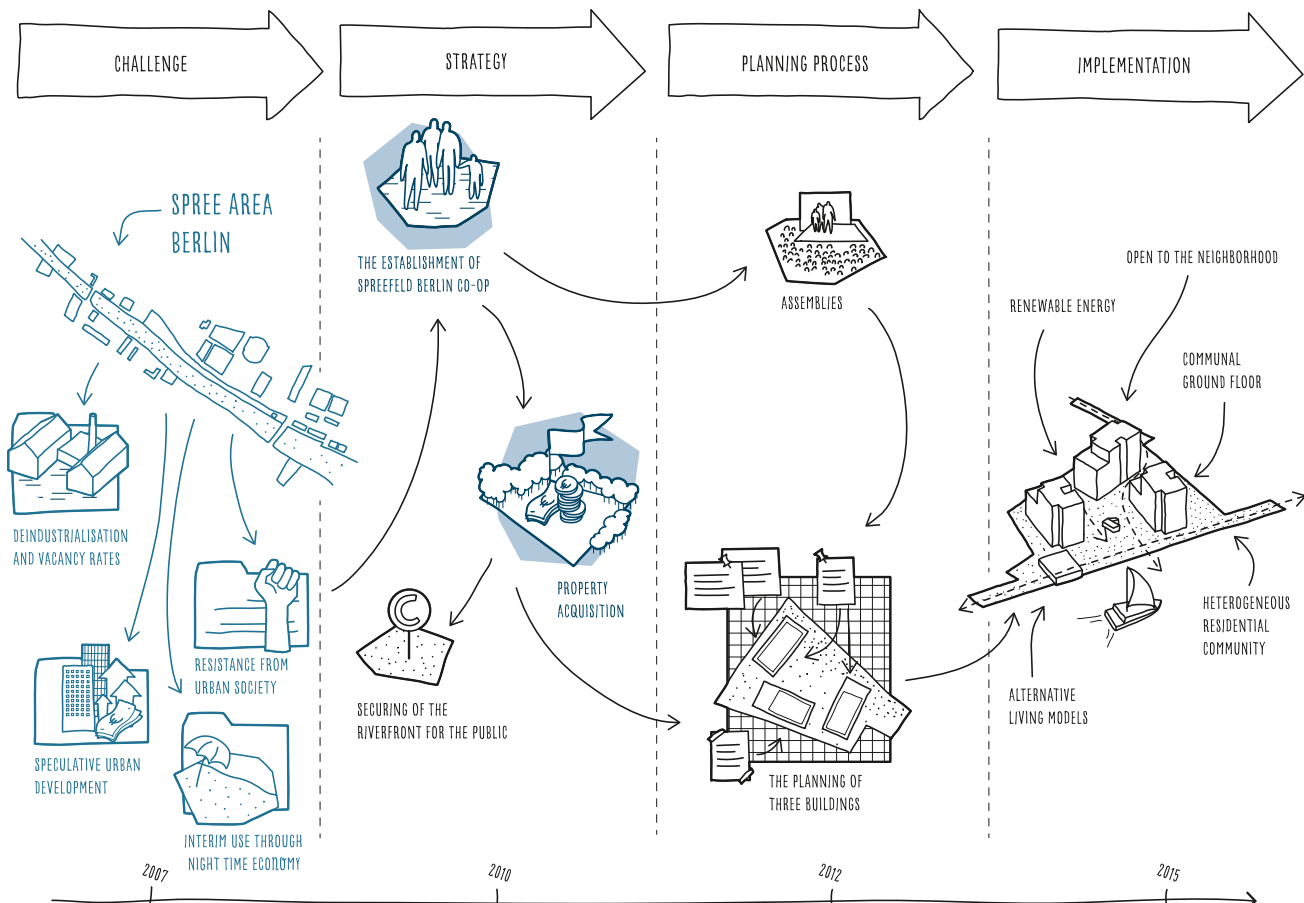 CHALLENGE
STRATEGY
PLANNING PROCESS
IMPLEMENTATION
SPREE AREA
BERLIN
DEINDUSTRIALISATION
AND VACANCY RATES
RESISTANCE FROM
URBAN SOCIETY
SPECULATIVE URBAN
DEVELOPMENT
INTERIM USE THROUGH
NIGHT TIME ECONOMY
THE ESTABLISHMENT OF
SPREEFELD BERLIN CO-OP
PROPERTY
ACQUISITION
C
SECURING OF THE
RIVERFRONT FOR THE PUBLIC
ASSEMBLIES
THE PLANNING OF
THREE BUILDINGS
OPEN TO THE NEIGHBORHOOD
RENEWABLE ENERGY
COMMUNAL
GROUND FLOOR
HETEROGENEOUS
RESIDENTIAL
COMMUNITY
ALTERNATIVE
LIVING MODELS
2007
2010
2012
2015